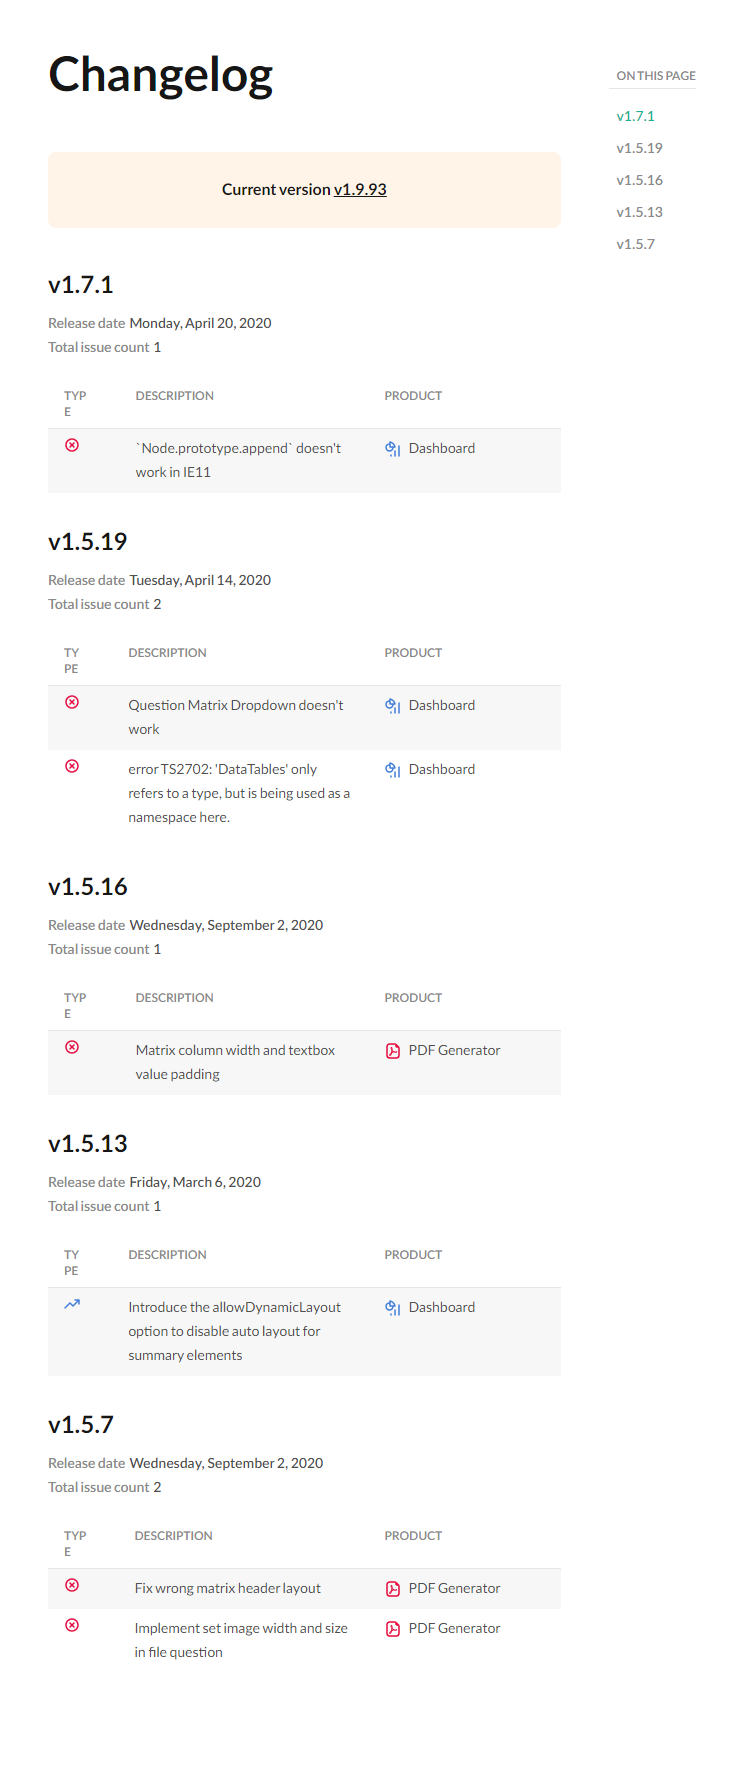 Changelog
ON THIS PAGE
v1.7.1
v1.5.19
v1.5.16
v1.5.13
v1.5.7
Current version v1.9.93
v1.7.1
Release date Monday, April 20, 2020
Total issue count 1
TYP
E
DESCRIPTION
PRODUCT
`Node.prototype.append` doesn't
work in IE11
Dashboard
v1.5.19
Release date Tuesday, April 14, 2020
Total issue count 2
TY
PE
DESCRIPTION
PRODUCT
Question Matrix Dropdown doesn't
work
Dashboard
error TS2702: 'DataTables' only
refers to a type, but is being used as a
namespace here.
Dashboard
v1.5.16
Release date Wednesday, September 2, 2020
Total issue count 1
TYP
E
DESCRIPTION
PRODUCT
Matrix column width and textbox
value padding
PDF Generator
v1.5.13
Release date Friday, March 6, 2020
Total issue count 1
TY
PE
DESCRIPTION
PRODUCT
Introduce the allowDynamicLayout
option to disable auto layout for
summary elements
Dashboard
v1.5.7
Release date Wednesday, September 2, 2020
Total issue count 2
TYP
E
DESCRIPTION
PRODUCT
Fix wrong matrix header layout
PDF Generator
Implement set image width and size
in file question
PDF Generator